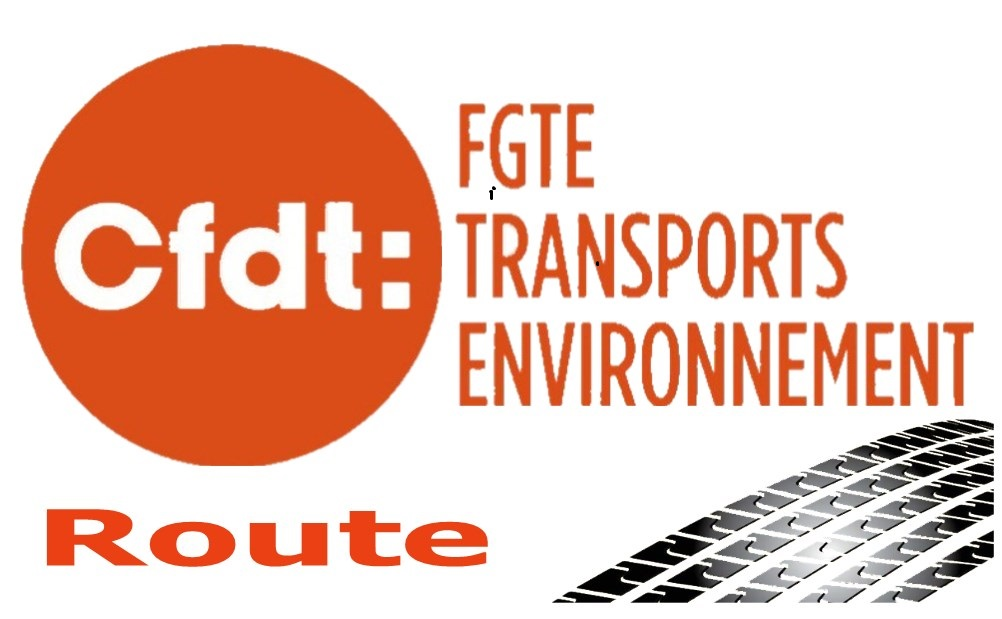 Cfdt:
FGTE
TRANSPORTS
ENVIRONNEMENT
Route